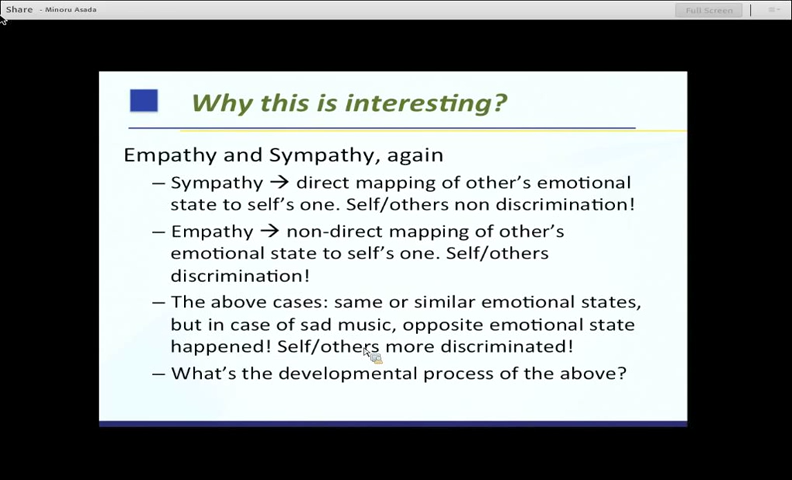 Share - Minoru Asada
Full Screen
Why this is interesting?
Empathy and Sympathy, again
– Sympathy → direct mapping of other's emotional
state to self's one. Self/others non discrimination!
– Empathy → non-direct mapping of other's
emotional state to self's one. Self/others
discrimination!
– The above cases: same or similar emotional states,
but in case of sad music, opposite emotional state
happened! Self/others more discriminated!
– What's the developmental process of the above?